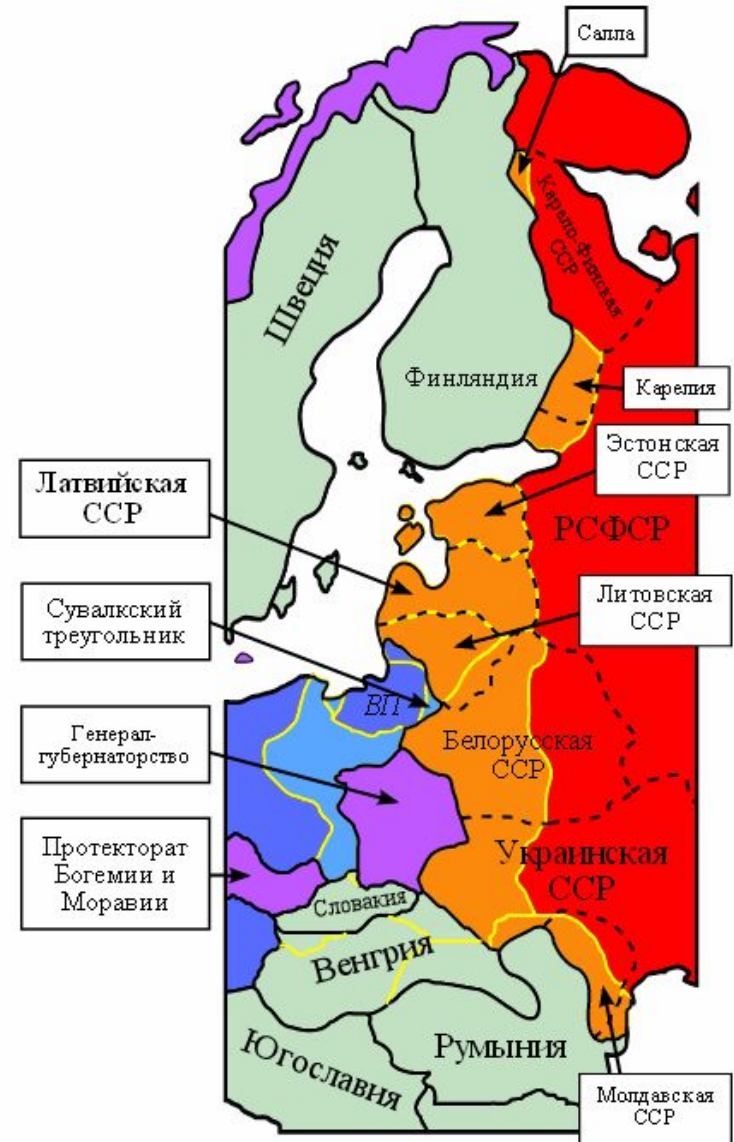 Салла
Карело-Финская
ССР
Швеция
Финляндия
Карелия
Эстонская
ССР
Латвийская
ССР
РСФСР
Сувалкский
треугольник
Литовская
ССР
ВП
Генерал-
губернаторство
Белорусская
ССР
Протекторат
Богемии и
Моравии
Украинская
ССР
Словакия
Венгрия
Румыния
Югославия
Молдавская
ССР